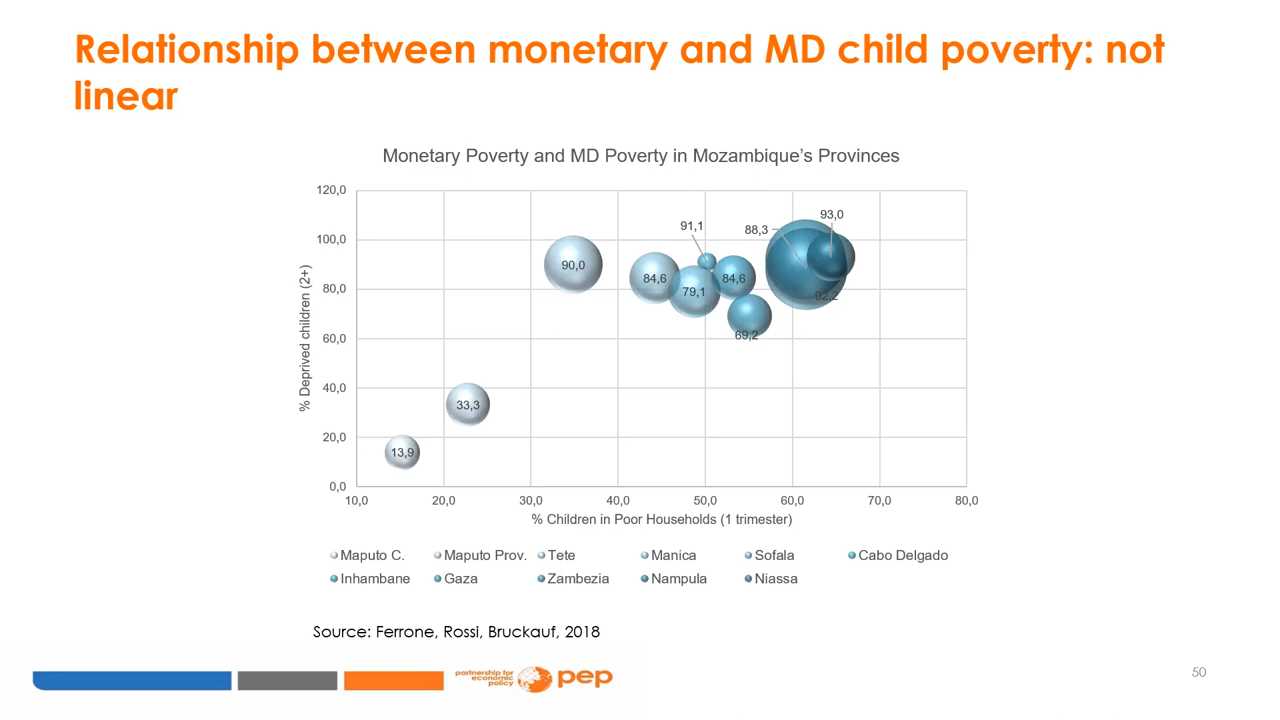 Relationship between monetary and MD child poverty: not
linear
Monetary Poverty and MD Poverty in Mozambique's Provinces
% Deprived children (2+)
120,0
100,0
80,0
60,0
40,0
20,0
0,0
93,0
91,1
88,3
90,0
84,6
84,6
79,1
92,2
69,2
33,3
13,9
10,0 20,0 30,0 40,0 50,0 60,0 70,0 80,0
% Children in Poor Households (1 trimester)
Maputo C. Maputo Prov. Tete Manica Sofala Cabo Delgado
Inhambane Gaza Zambezia Nampula Niassa
Source: Ferrone, Rossi, Bruckauf, 2018
partnership for
economic
policy
pep
50